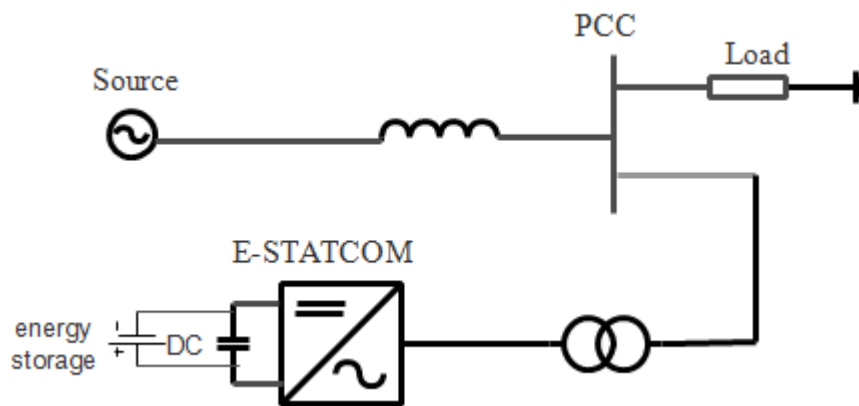 PCC
Load
Source
E-STATCOM
energy
storage
DC